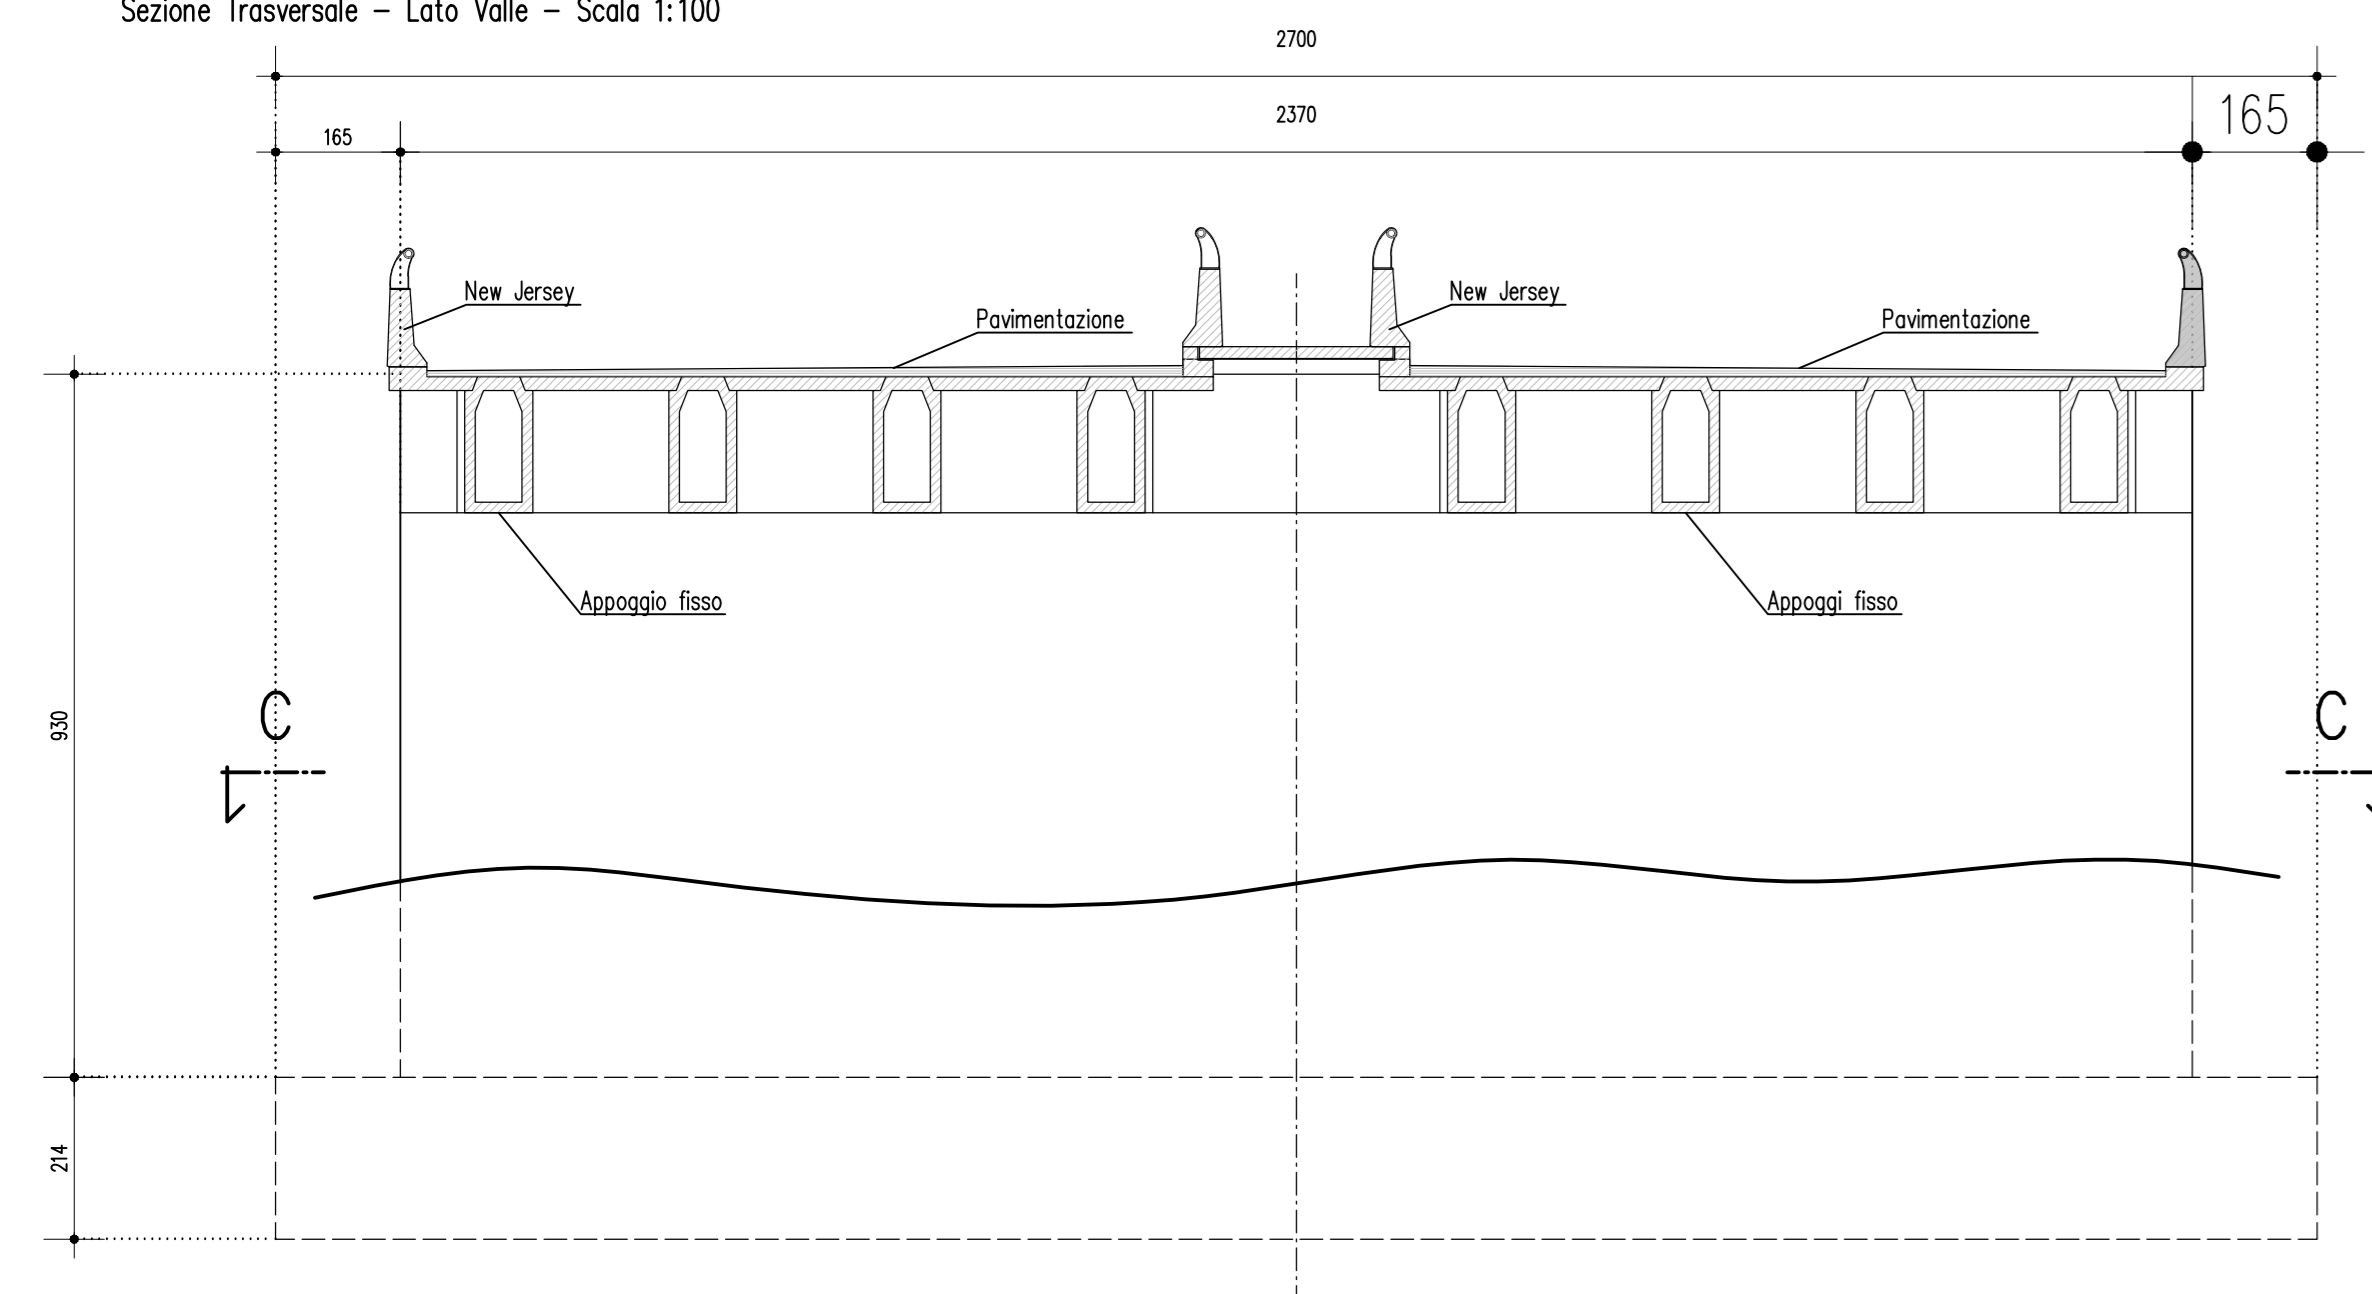 Sezione Trasversale – Lato Valle – Scala 1:100
2700
2370
165
165
New Jersey
New Jersey
Pavimentazione
Pavimentazione
Appoggio fisso
Appoggi fisso
C
C
930
214